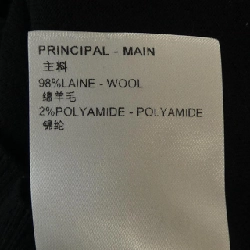 PRINCIPAL - MAIN
主料
98%LAINE - WOOL
绵羊毛
2%POLYAMIDE - POLYAMIDE
锦纶